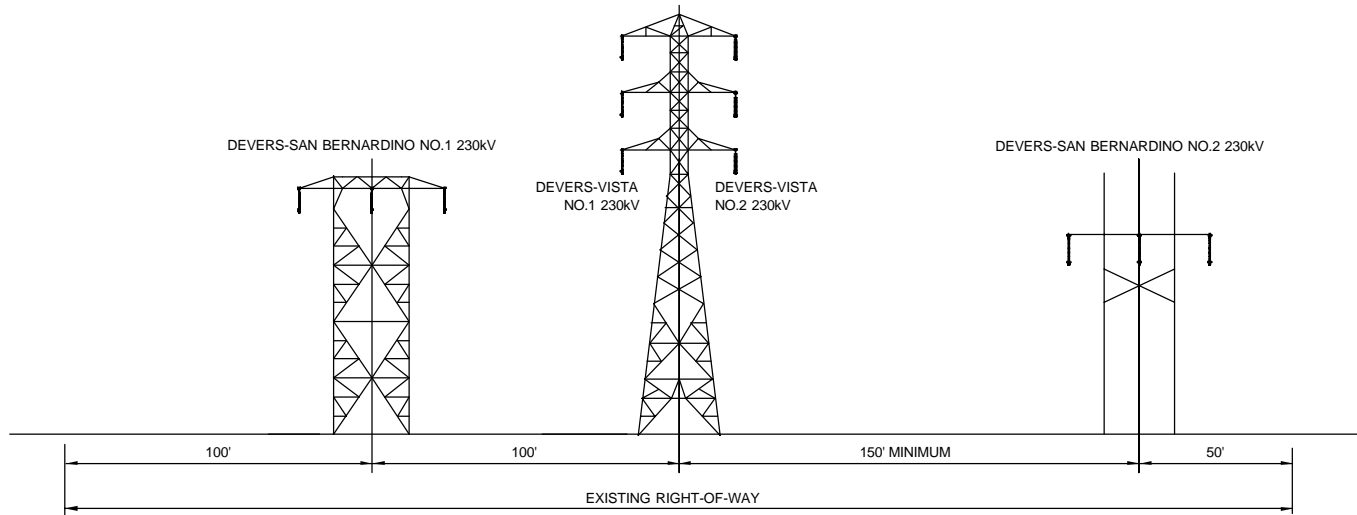 DEVERS-SAN BERNARDINO NO.1 230kV
DEVERS-VISTA
NO.1 230kV
DEVERS-VISTA
NO.2 230kV
DEVERS-SAN BERNARDINO NO.2 230kV
100'
100'
150' MINIMUM
50'
EXISTING RIGHT-OF-WAY